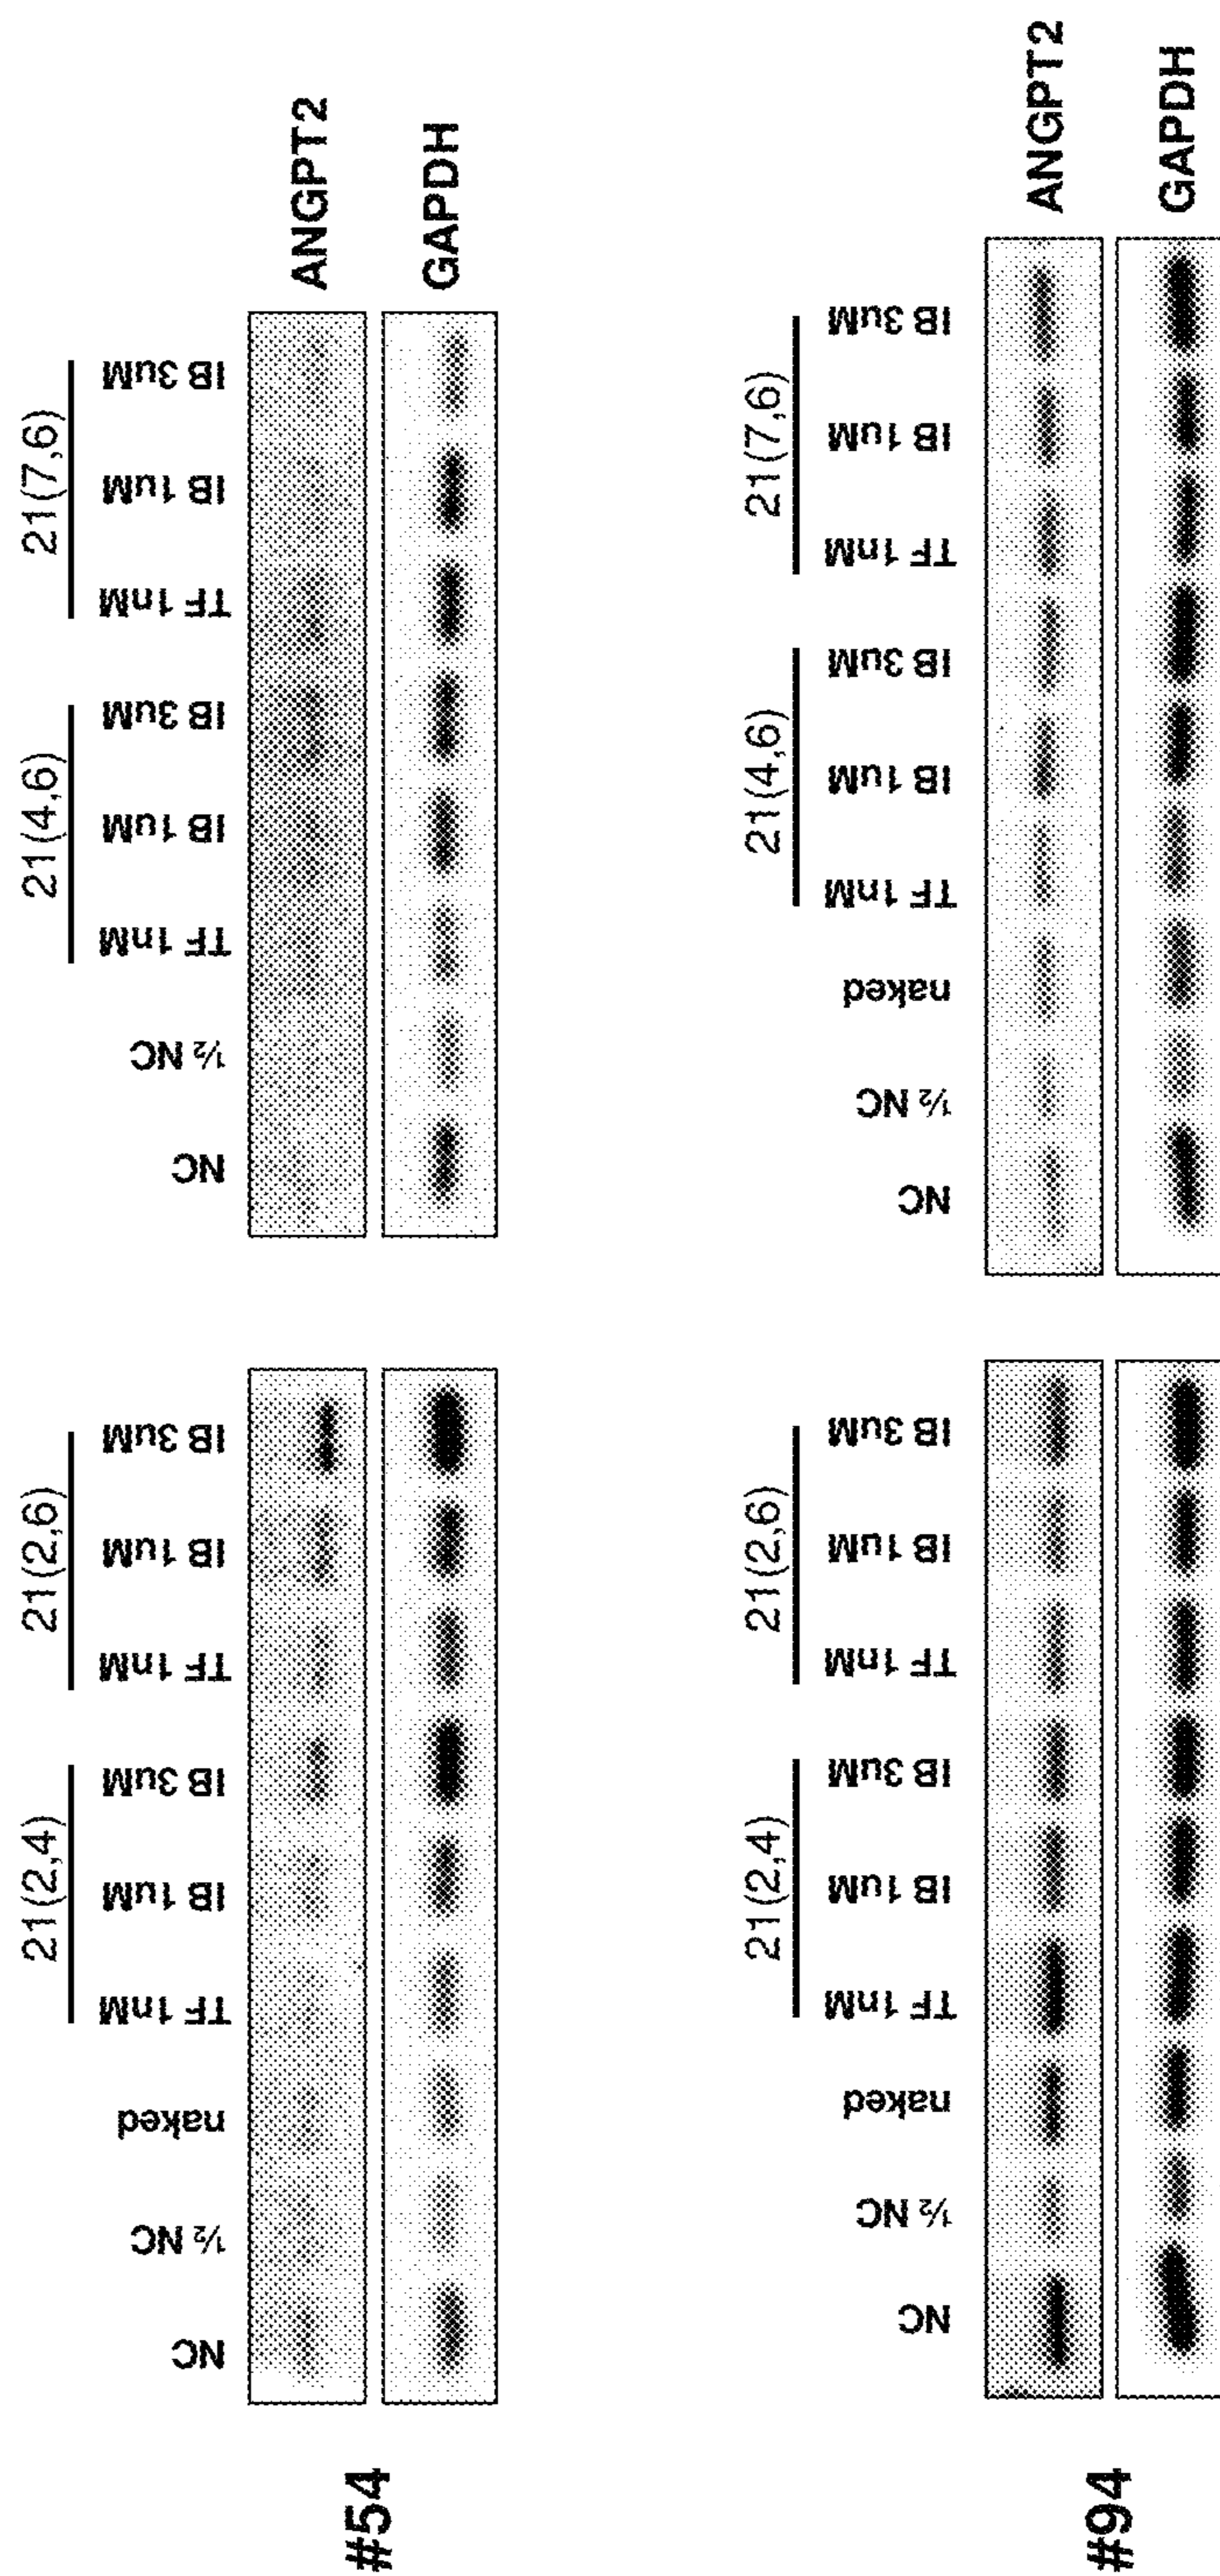 #54
21(2,4)
21(2,6)
NC
½ NC
naked
TF 1nM
IB 1uM
IB 3uM
TF 1nM
IB 1uM
IB 3uM
21(4,6)
21(7,6)
NC
½ NC
TF 1nM
IB 1uM
IB 3uM
TF 1nM
IB 1uM
IB 3uM
ANGPT2
GAPDH
#94
21(2,4)
21(2,6)
NC
½ NC
naked
TF 1nM
IB 1uM
IB 3uM
TF 1nM
IB 1uM
IB 3uM
21(4,6)
21(7,6)
NC
½ NC
naked
TF 1nM
IB 1uM
IB 3uM
TF 1nM
IB 1uM
IB 3uM
ANGPT2
GAPDH